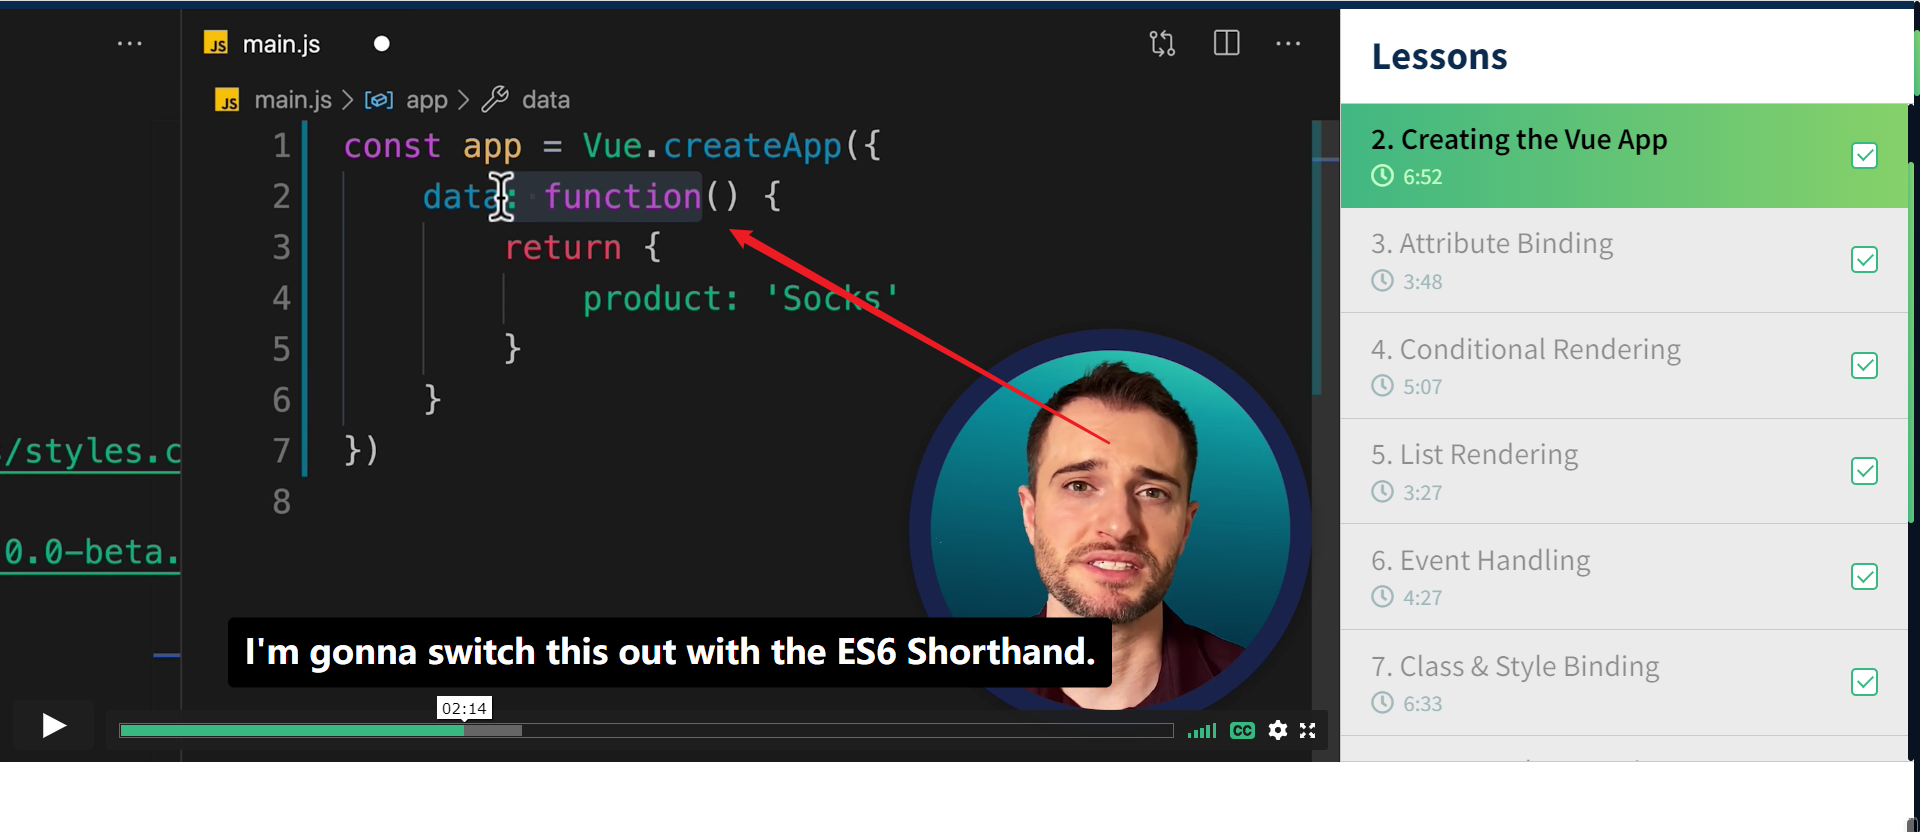 ...
JS main.js
...
JS main.js > app > data
1 const app = Vue.createApp({
2 data: function() {
3 return {
4 product: 'Socks'
5 }
6 }
7 })
8
/styles.c
0.0-beta.
I'm gonna switch this out with the ES6 Shorthand.
02:14
CC
Lessons
2. Creating the Vue App
6:52
3. Attribute Binding
3:48
4. Conditional Rendering
5:07
5. List Rendering
3:27
6. Event Handling
4:27
7. Class & Style Binding
6:33